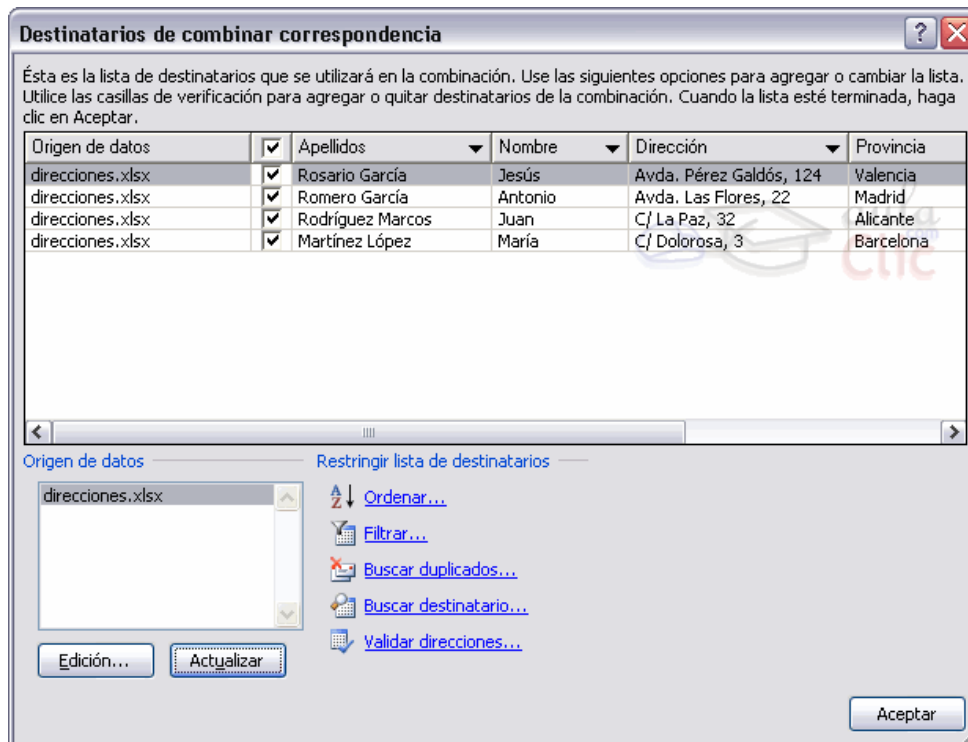 Destinatarios de combinar correspondencia
Ésta es la lista de destinatarios que se utilizará en la combinación. Use las siguientes opciones para agregar o cambiar la lista.
Utilice las casillas de verificación para agregar o quitar destinatarios de la combinación. Cuando la lista esté terminada, haga
clic en Aceptar.
Origen de datos Apellidos Nombre Dirección Provincia
direcciones.xlsx Rosario García Jesús Avda. Pérez Galdós, 124 Valencia
direcciones.xlsx Romero García Antonio Avda. Las Flores, 22 Madrid
direcciones.xlsx Rodríguez Marcos Juan C/ La Paz, 32 Alicante
direcciones.xlsx Martínez López María C/ Dolorosa, 3 Barcelona
aula
.com
Clic
Origen de datos Restringir lista de destinatarios
direcciones.xlsx
Ordenar...
Filtrar...
Buscar duplicados...
Buscar destinatario...
Validar direcciones...
Edición... Actualizar
Aceptar